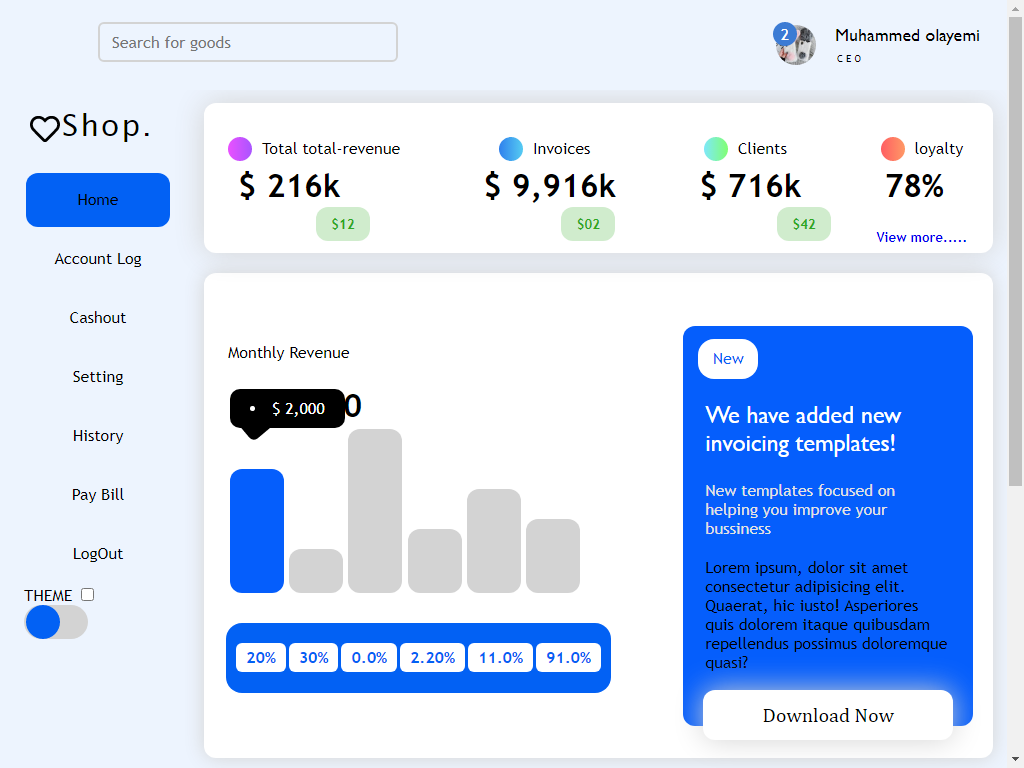 Search for goods
2
Muhammed olayemi
CEO
Shop.
Home
Account Log
Cashout
Setting
History
Pay Bill
LogOut
THEME
Total total-revenue
$ 216k
$12
Invoices
$ 9,916k
$02
Clients
$ 716k
$42
loyalty
78%
View more.....
Monthly Revenue
• $ 2,000
0
20% 30% 0.0% 2.20% 11.0% 91.0%
New
We have added new
invoicing templates!
New templates focused on
helping you improve your
bussiness
Lorem ipsum, dolor sit amet
consectetur adipisicing elit.
Quaerat, hic iusto! Asperiores
quis dolorem itaque quibusdam
repellendus possimus doloremque
quasi?
Download Now